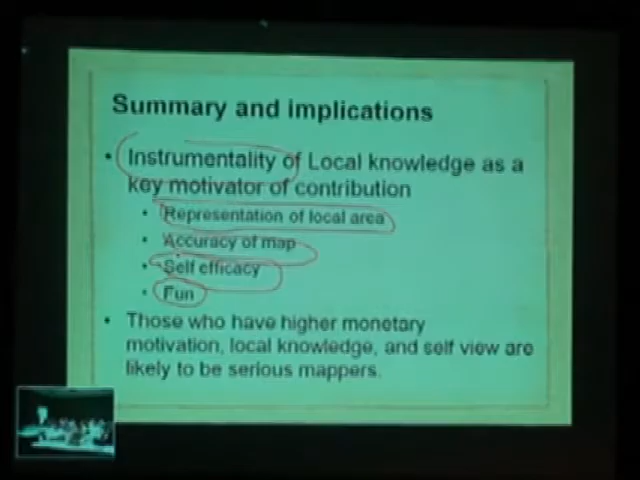 Summary and implications
• Instrumentality of Local knowledge as a
key motivator of contribution
• Representation of local area
• Accuracy of map
• Self efficacy
• Fun
• Those who have higher monetary
motivation, local knowledge, and self view are
likely to be serious mappers.